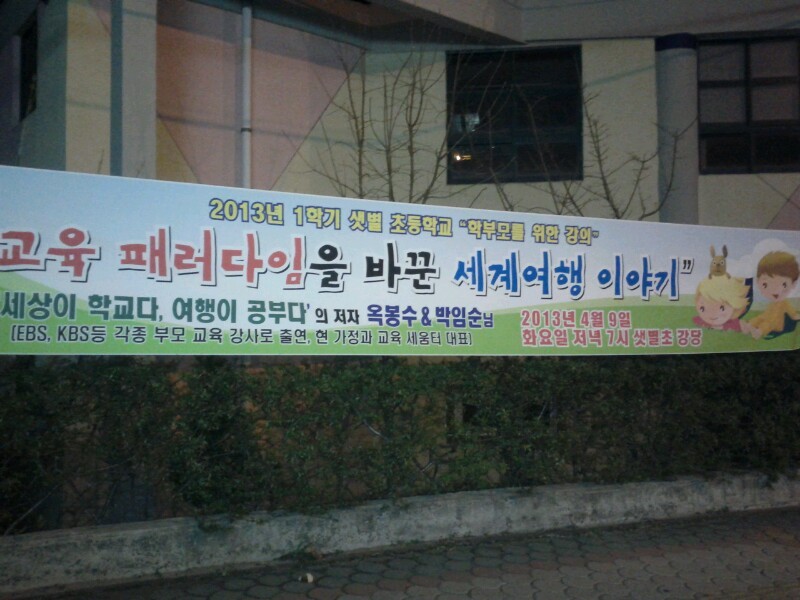 2013년 1학기 샛별 초등학교 "학부모를 위한 강의"
교육 패러다임을 바꾼 세계여행 이야기"
세상이 학교다, 여행이 공부다'의 저자 옥봉수 & 박임순님
(EBS, KBS등 각종 부모 교육 강사로 출연, 현 가정과 교육 세움터 대표)
2013년 4월 9일
화요일 저녁 7시 샛별초 강당